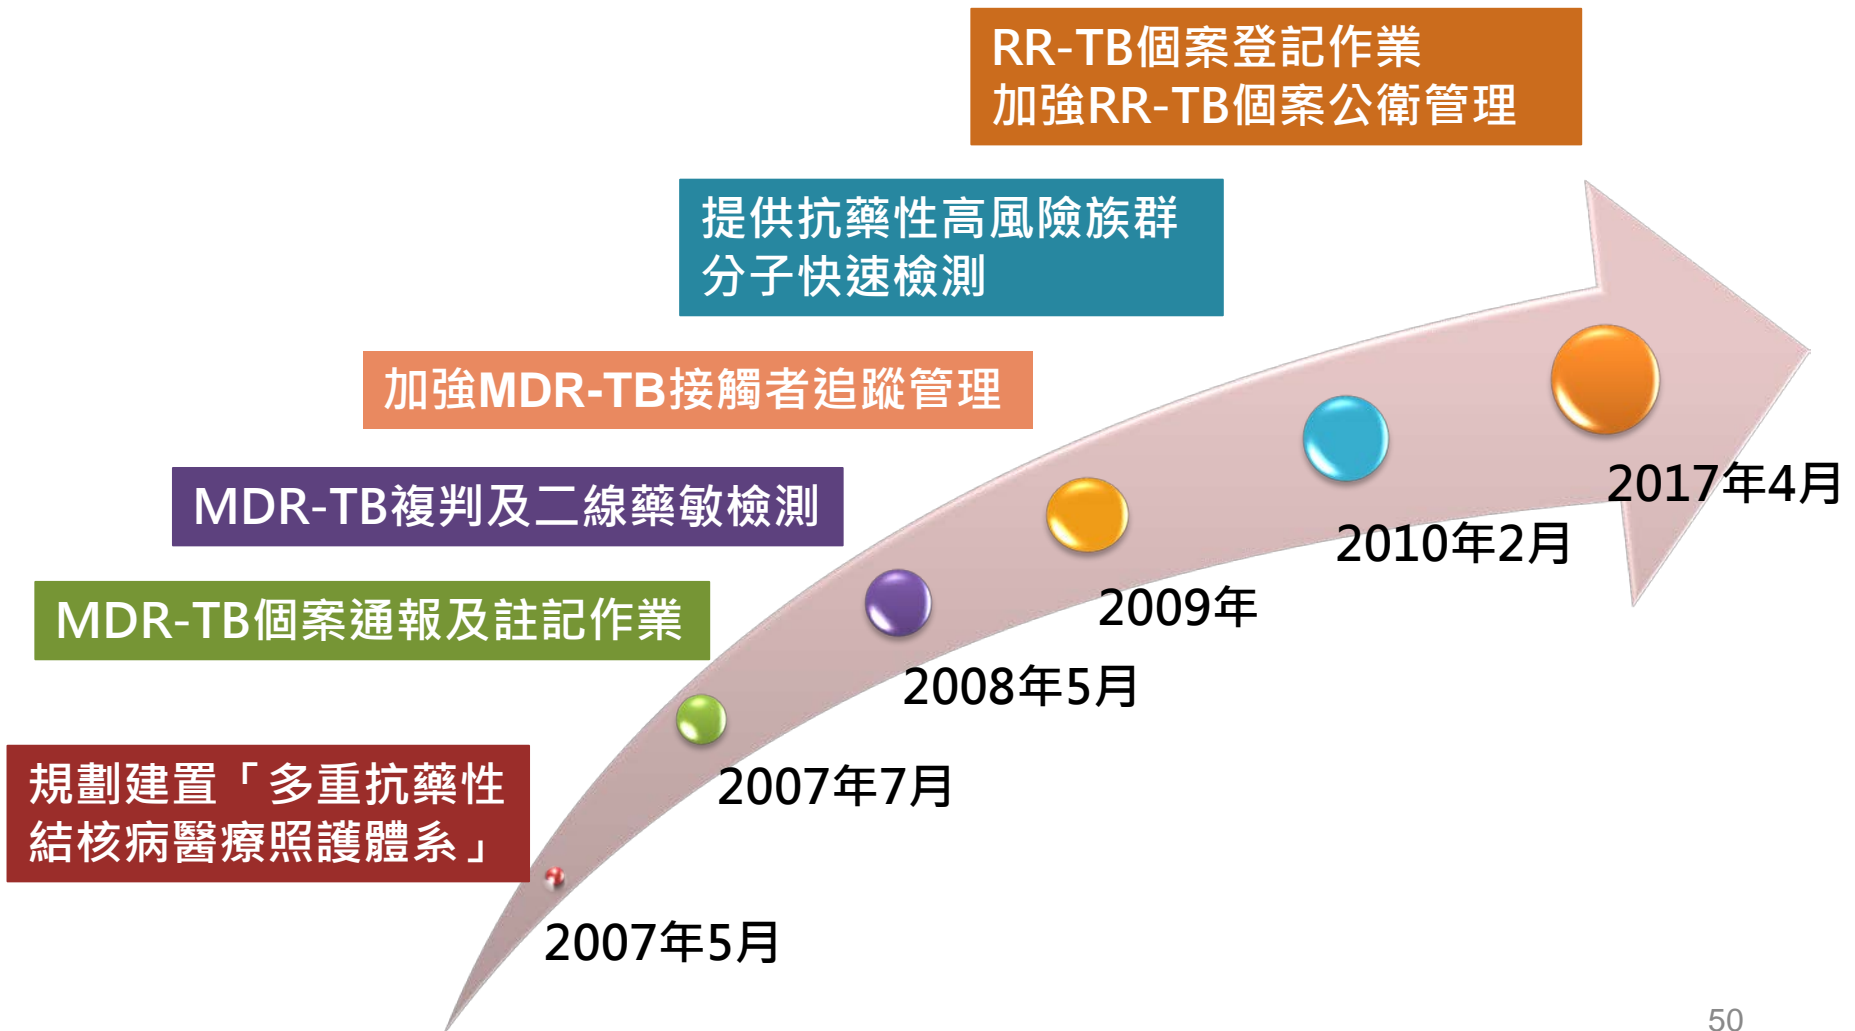 RR-TB個案登記作業
加強RR-TB個案公衛管理
提供抗藥性高風險族群
分子快速檢測
加強MDR-TB接觸者追蹤管理
MDR-TB複判及二線藥敏檢測
MDR-TB個案通報及註記作業
規劃建置「多重抗藥性
結核病醫療照護體系」
2017年4月
2010年2月
2009年
2008年5月
2007年7月
2007年5月
50